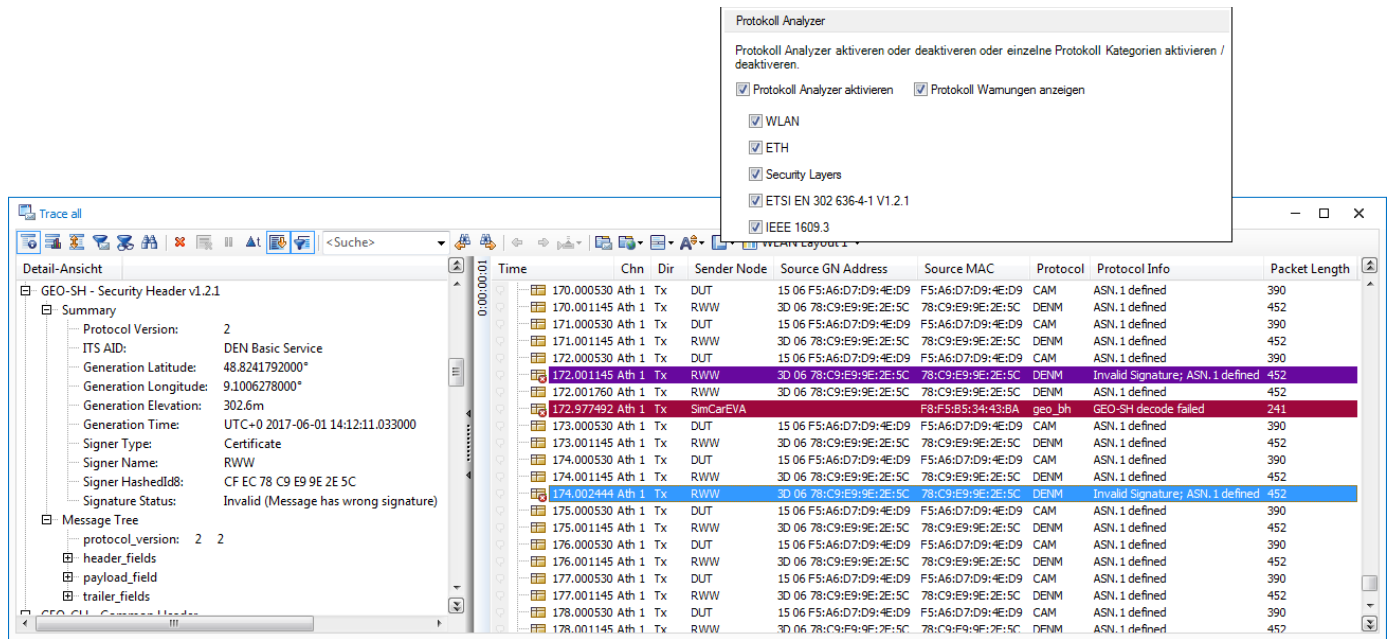 Protokoll Analyzer
Protokoll Analyzer aktiveren oder deaktiveren oder einzelne Protokoll Kategorien aktivieren /
deaktiveren.
Protokoll Analyzer aktivieren Protokoll Warnungen anzeigen
WLAN
ETH
Security Layers
ETSI EN 302 636-4-1 V1.2.1
IEEE 1609.3
Trace all
<Suche> WLAN Layout 1
Detail-Ansicht
GEO-SH - Security Header v1.2.1
Summary
Protocol Version: 2
ITS AID: DEN Basic Service
Generation Latitude: 48.8241792000°
Generation Longitude: 9.1006278000°
Generation Elevation: 302.6m
Generation Time: UTC+0 2017-06-01 14:12:11.033000
Signer Type: Certificate
Signer Name: RWW
Signer HashedId8: CF EC 78 C9 E9 9E 2E 5C
Signature Status: Invalid (Message has wrong signature)
Message Tree
protocol_version: 2 2
header_fields
payload_field
trailer_fields
0:00:00:01
Time Chn Dir Sender Node Source GN Address Source MAC Protocol Protocol Info Packet Length
170.000530 Ath 1 Tx DUT 15 06 F5:A6:D7:D9:4E:D9 F5:A6:D7:D9:4E:D9 CAM ASN.1 defined 390
170.001145 Ath 1 Tx RWW 3D 06 78:C9:E9:9E:2E:5C 78:C9:E9:9E:2E:5C DENM ASN.1 defined 452
171.000530 Ath 1 Tx DUT 15 06 F5:A6:D7:D9:4E:D9 F5:A6:D7:D9:4E:D9 CAM ASN.1 defined 390
171.001145 Ath 1 Tx RWW 3D 06 78:C9:E9:9E:2E:5C 78:C9:E9:9E:2E:5C DENM ASN.1 defined 452
172.000530 Ath 1 Tx DUT 15 06 F5:A6:D7:D9:4E:D9 F5:A6:D7:D9:4E:D9 CAM ASN.1 defined 390
172.001145 Ath 1 Tx RWW 3D 06 78:C9:E9:9E:2E:5C 78:C9:E9:9E:2E:5C DENM Invalid Signature; ASN.1 defined 452
172.001760 Ath 1 Tx RWW 3D 06 78:C9:E9:9E:2E:5C 78:C9:E9:9E:2E:5C DENM ASN.1 defined 452
172.977492 Ath 1 Tx SimCarEVA F8:F5:B5:34:43:BA geo_bh GEO-SH decode failed 241
173.000530 Ath 1 Tx DUT 15 06 F5:A6:D7:D9:4E:D9 F5:A6:D7:D9:4E:D9 CAM ASN.1 defined 390
173.001145 Ath 1 Tx RWW 3D 06 78:C9:E9:9E:2E:5C 78:C9:E9:9E:2E:5C DENM ASN.1 defined 452
174.000530 Ath 1 Tx DUT 15 06 F5:A6:D7:D9:4E:D9 F5:A6:D7:D9:4E:D9 CAM ASN.1 defined 390
174.001145 Ath 1 Tx RWW 3D 06 78:C9:E9:9E:2E:5C 78:C9:E9:9E:2E:5C DENM ASN.1 defined 452
174.002444 Ath 1 Tx RWW 3D 06 78:C9:E9:9E:2E:5C 78:C9:E9:9E:2E:5C DENM Invalid Signature; ASN.1 defined 452
175.000530 Ath 1 Tx DUT 15 06 F5:A6:D7:D9:4E:D9 F5:A6:D7:D9:4E:D9 CAM ASN.1 defined 390
175.001145 Ath 1 Tx RWW 3D 06 78:C9:E9:9E:2E:5C 78:C9:E9:9E:2E:5C DENM ASN.1 defined 452
176.000530 Ath 1 Tx DUT 15 06 F5:A6:D7:D9:4E:D9 F5:A6:D7:D9:4E:D9 CAM ASN.1 defined 390
176.001145 Ath 1 Tx RWW 3D 06 78:C9:E9:9E:2E:5C 78:C9:E9:9E:2E:5C DENM ASN.1 defined 452
177.000530 Ath 1 Tx DUT 15 06 F5:A6:D7:D9:4E:D9 F5:A6:D7:D9:4E:D9 CAM ASN.1 defined 390
177.001145 Ath 1 Tx RWW 3D 06 78:C9:E9:9E:2E:5C 78:C9:E9:9E:2E:5C DENM ASN.1 defined 452
178.000530 Ath 1 Tx DUT 15 06 F5:A6:D7:D9:4E:D9 F5:A6:D7:D9:4E:D9 CAM ASN.1 defined 390
178.001145 Ath 1 Tx RWW 3D 06 78:C9:E9:9E:2E:5C 78:C9:E9:9E:2E:5C DENM ASN.1 defined 452